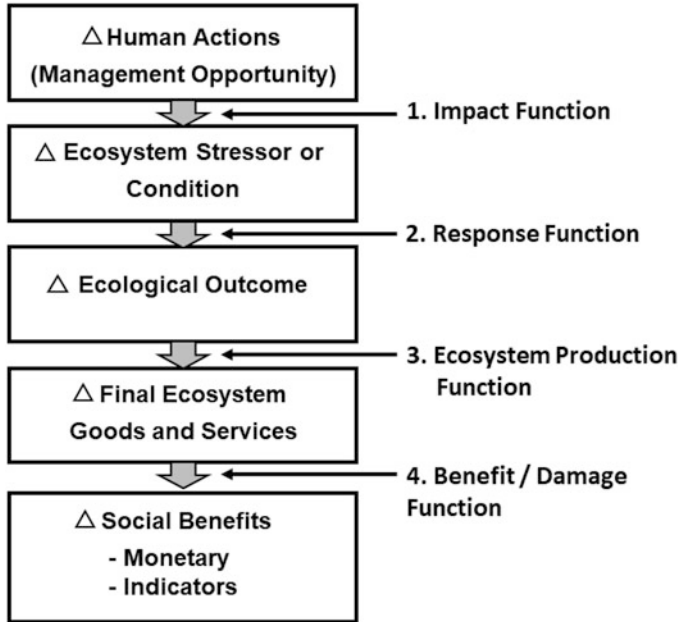 △ Human Actions
(Management Opportunity)
1. Impact Function
△ Ecosystem Stressor or
Condition
2. Response Function
△ Ecological Outcome
3. Ecosystem Production
Function
△ Final Ecosystem
Goods and Services
4. Benefit / Damage
Function
△ Social Benefits
- Monetary
- Indicators